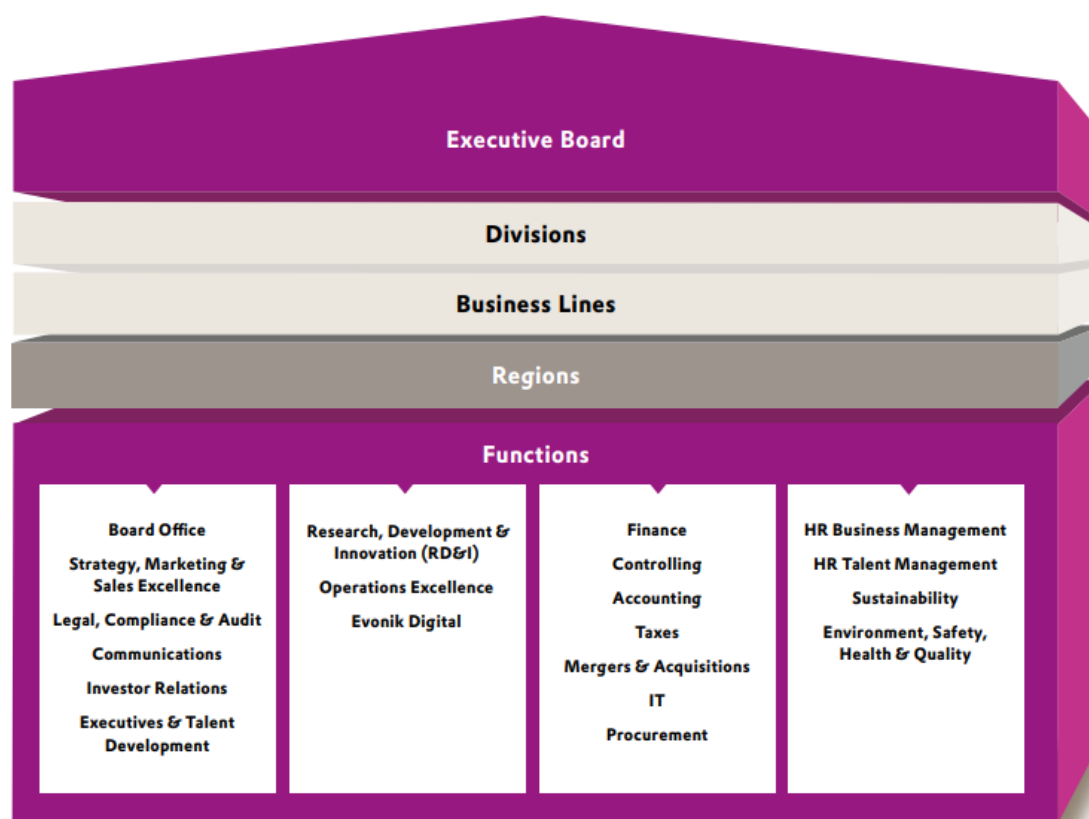 Executive Board
Divisions
Business Lines
Regions
Functions
Board Office
Strategy, Marketing &
Sales Excellence
Legal, Compliance & Audit
Communications
Investor Relations
Executives & Talent
Development
Research, Development &
Innovation (RD&I)
Operations Excellence
Evonik Digital
Finance
Controlling
Accounting
Taxes
Mergers & Acquisitions
IT
Procurement
HR Business Management
HR Talent Management
Sustainability
Environment, Safety,
Health & Quality